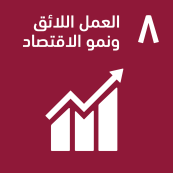 ٨
العمل اللائق
ونمو الاقتصاد